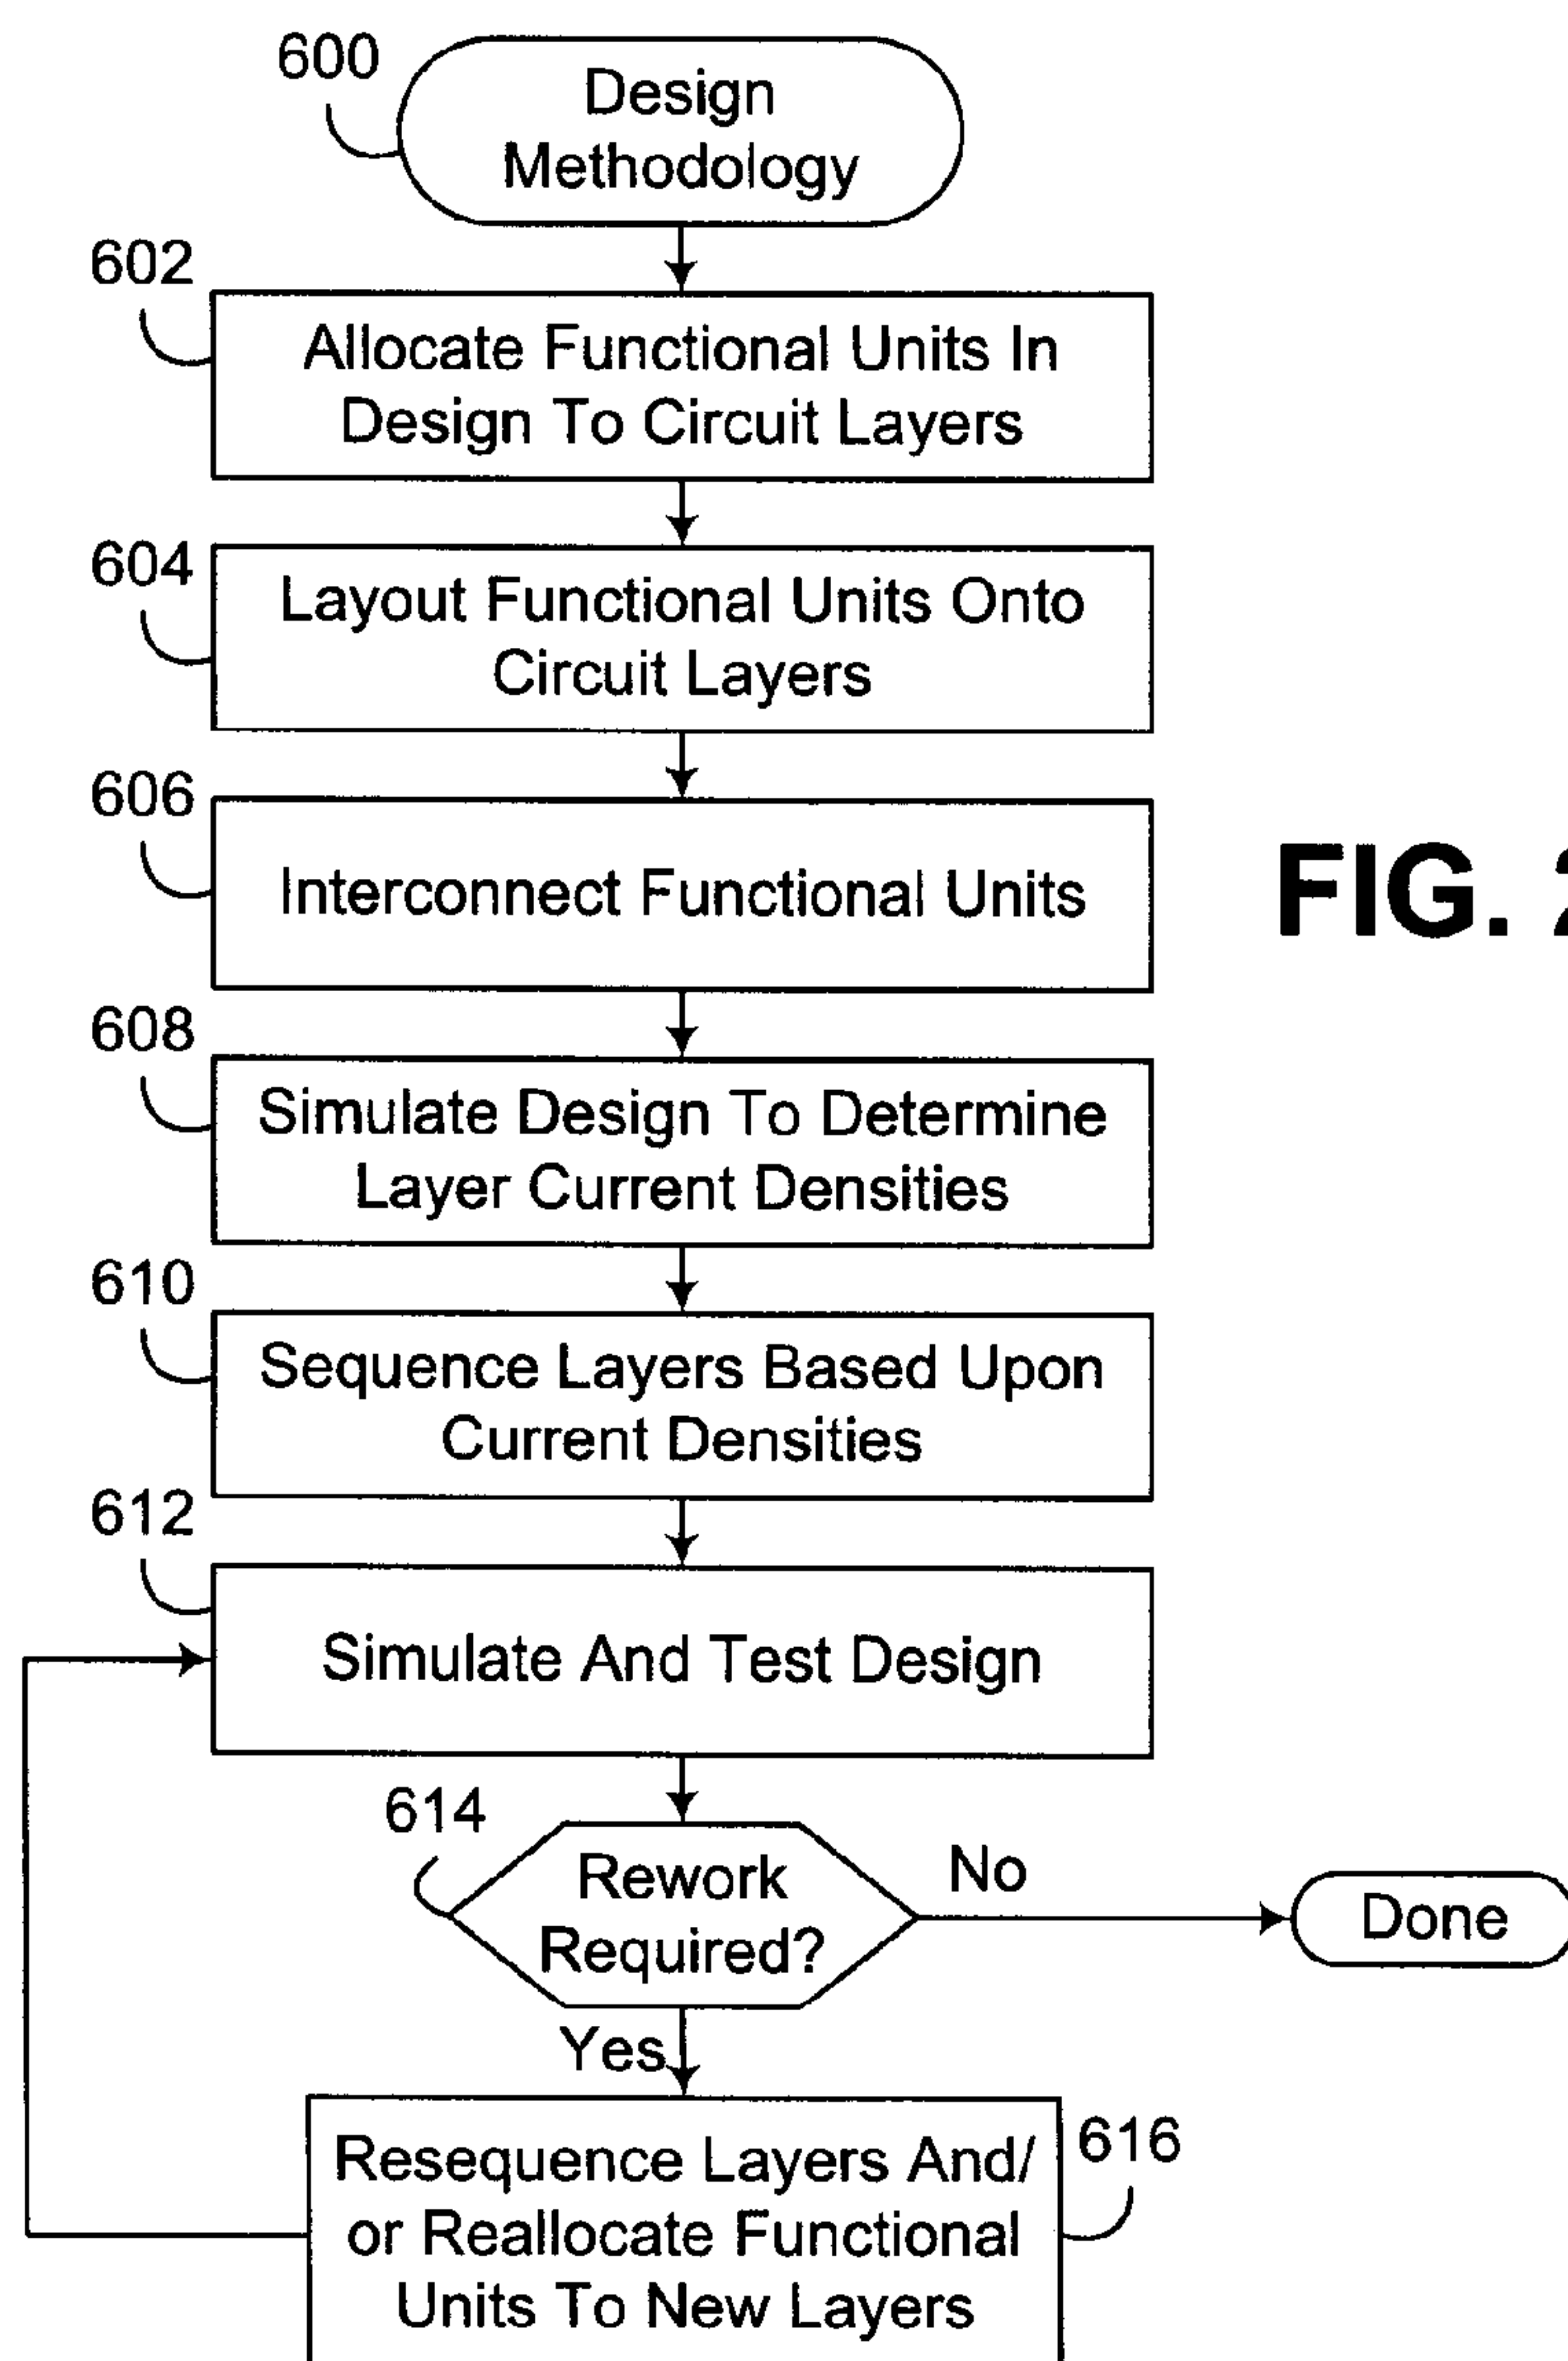 600
Design
Methodology
602
Allocate Functional Units In
Design To Circuit Layers
604
Layout Functional Units Onto
Circuit Layers
606
Interconnect Functional Units
FIG.
608
Simulate Design To Determine
Layer Current Densities
610
Sequence Layers Based Upon
Current Densities
612
Simulate And Test Design
614
Rework
Required?
No
Done
Yes
Resequence Layers And/
or Reallocate Functional
Units To New Layers
616